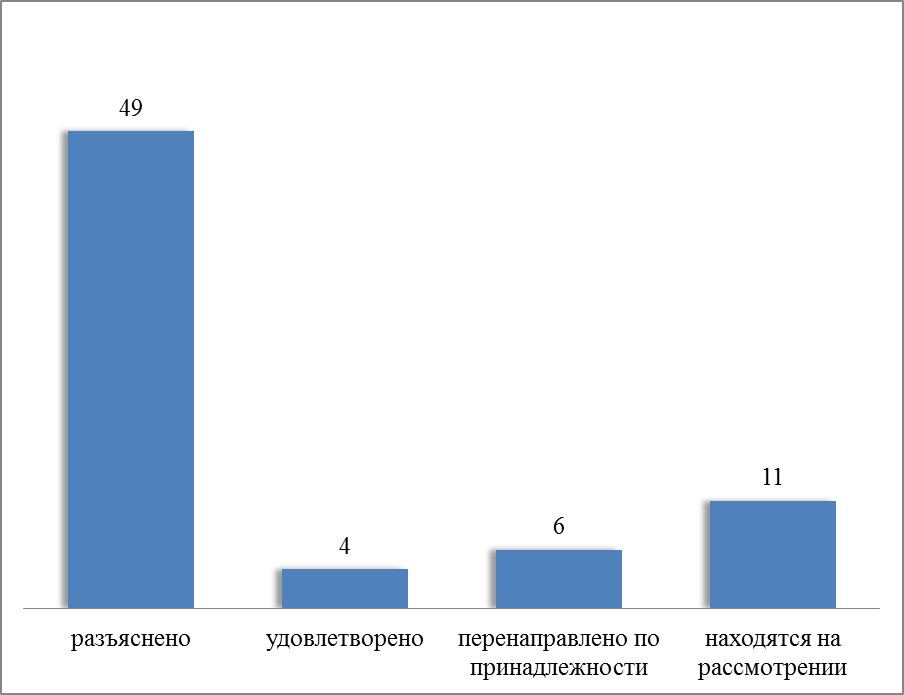 49
4
6
11
разъяснено
удовлетворено
перенаправлено по
принадлежности
находятся на
рассмотрении